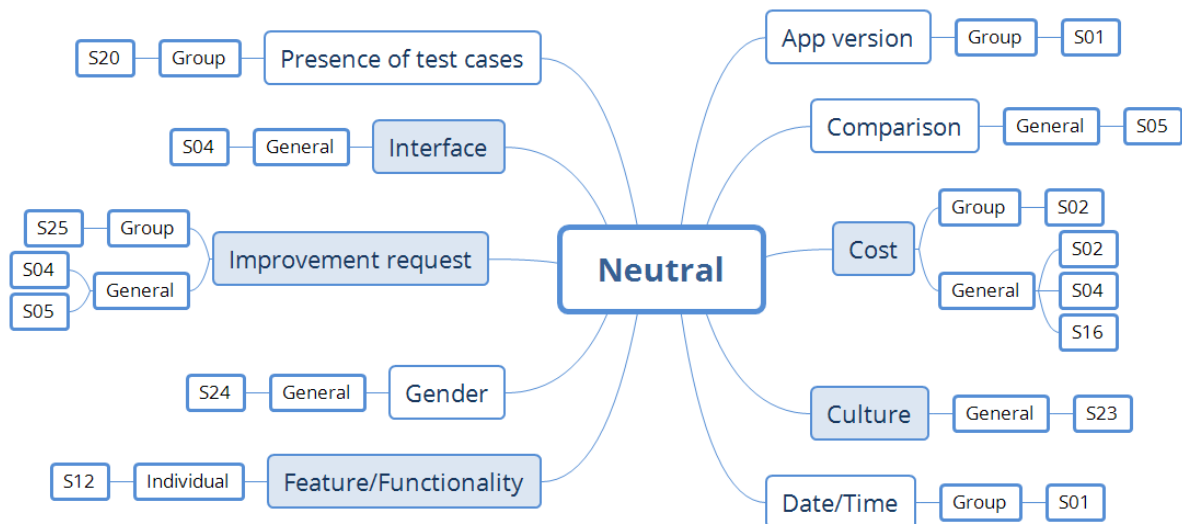 Neutral
App version
Group
S01
Comparison
General
S05
Cost
Group
S02
General
S02
S04
S16
Culture
General
S23
Date/Time
Group
S01
Presence of test cases
Group
S20
Interface
General
S04
Improvement request
Group
S25
General
S04
S05
Gender
General
S24
Feature/Functionality
Individual
S12